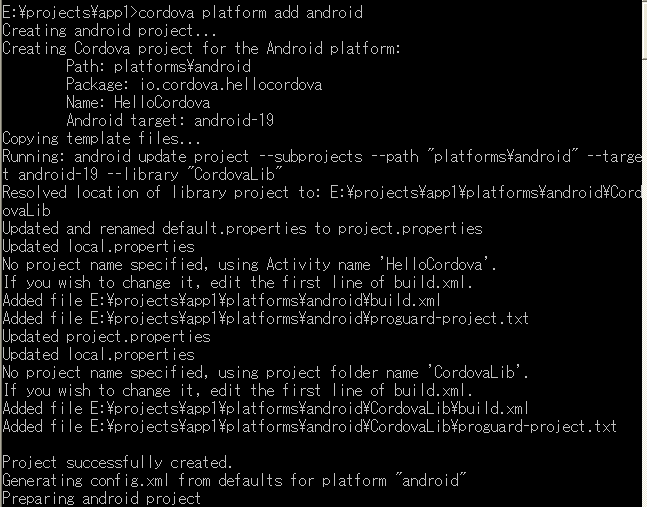 E:¥projects¥app1>cordova platform add android
Creating android project...
Creating Cordova project for the Android platform:
        Path: platforms¥android
        Package: io.cordova.hellocordova
        Name: HelloCordova
        Android target: android-19
Copying template files...
Running: android update project --subprojects --path "platforms¥android" --targe
t android-19 --library "CordovaLib"
Resolved location of library project to: E:¥projects¥app1¥platforms¥android¥Cord
ovaLib
Updated and renamed default.properties to project.properties
Updated local.properties
No project name specified, using Activity name 'HelloCordova'.
If you wish to change it, edit the first line of build.xml.
Added file E:¥projects¥app1¥platforms¥android¥build.xml
Added file E:¥projects¥app1¥platforms¥android¥proguard-project.txt
Updated project.properties
Updated local.properties
No project name specified, using project folder name 'CordovaLib'.
If you wish to change it, edit the first line of build.xml.
Added file E:¥projects¥app1¥platforms¥android¥CordovaLib¥build.xml
Added file E:¥projects¥app1¥platforms¥android¥CordovaLib¥proguard-project.txt

Project successfully created.
Generating config.xml from defaults for platform "android"
Preparing android project